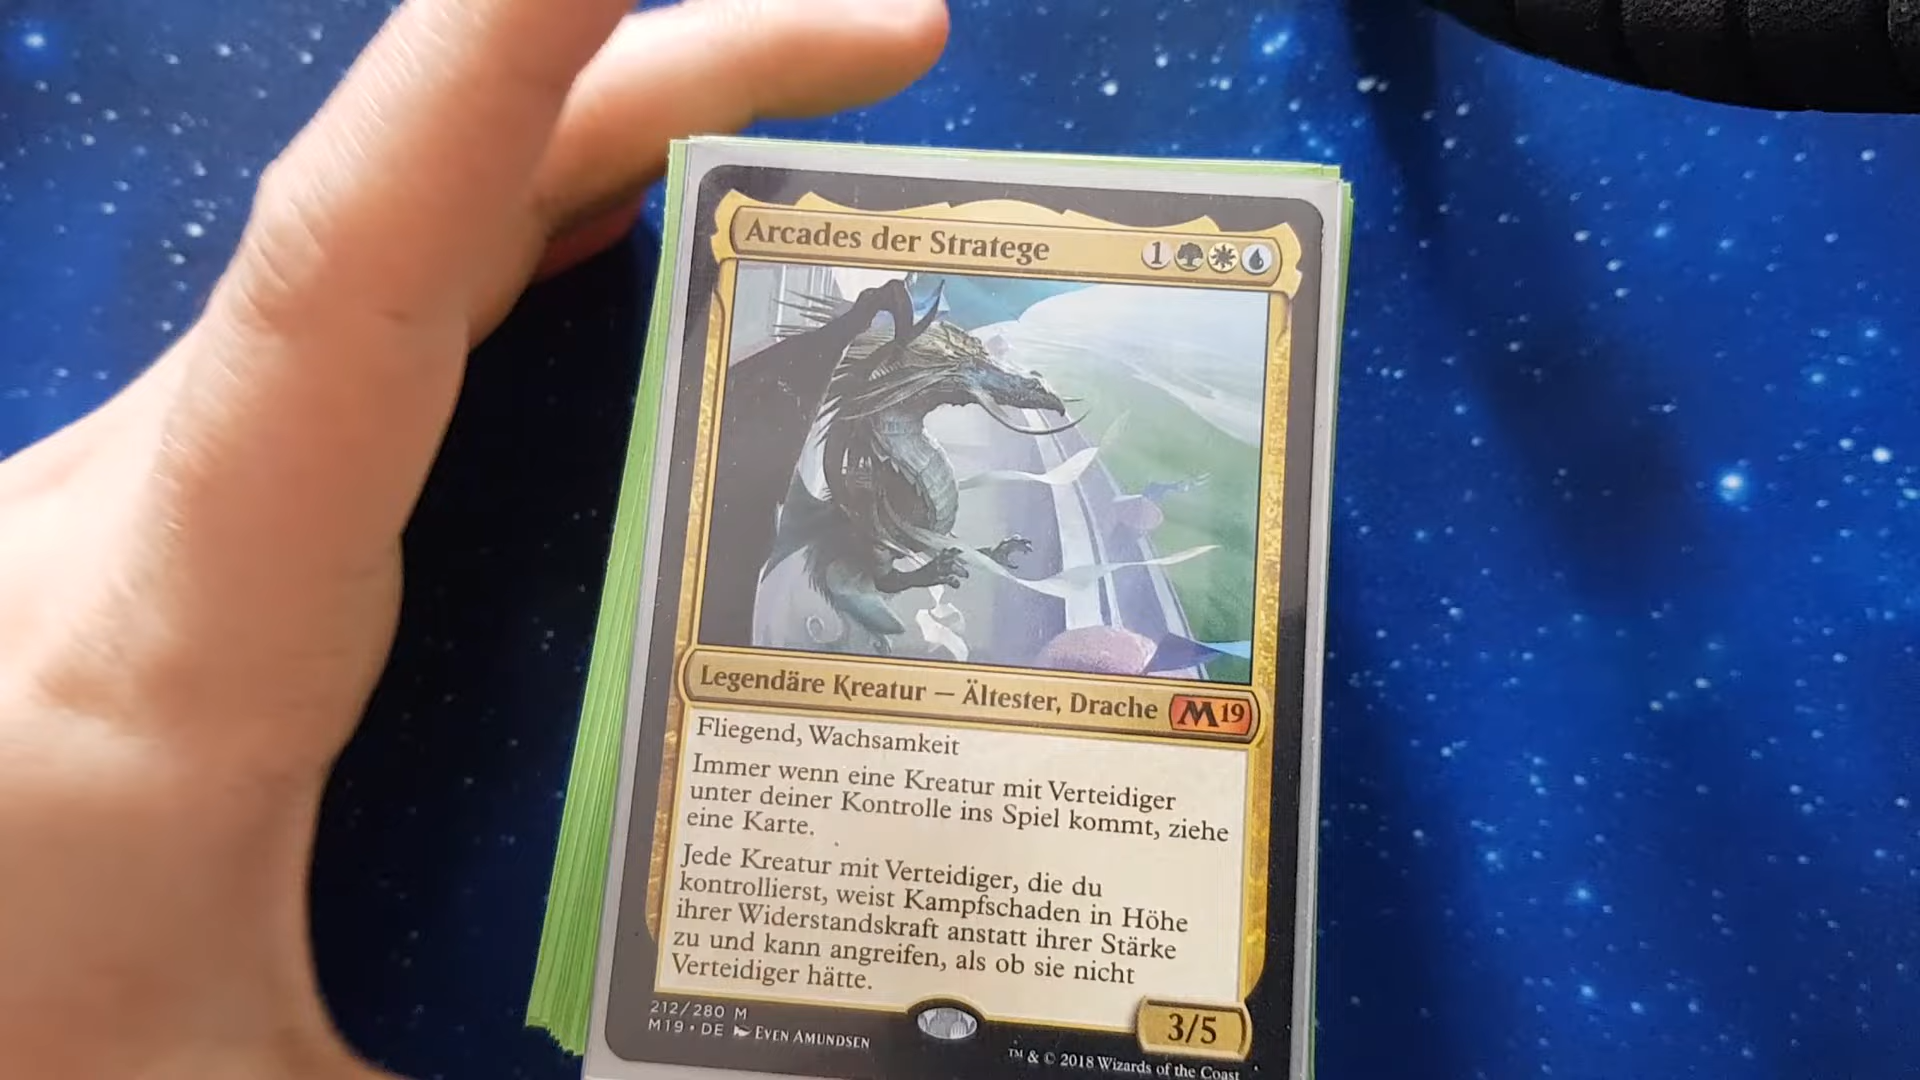 Arcades der Stratege 1
Legendäre Kreatur — Ältester, Drache M19
Fliegend, Wachsamkeit
Immer wenn eine Kreatur mit Verteidiger
unter deiner Kontrolle ins Spiel kommt, ziehe
eine Karte.
Jede Kreatur mit Verteidiger, die du
kontrollierst, weist Kampfschaden in Höhe
ihrer Widerstandskraft anstatt ihrer Stärke
zu und kann angreifen, als ob sie nicht
Verteidiger hätte.
3/5
212/280 M
M19 • DE EVEN AMUNDSEN
™ & © 2018 Wizards of the Coast